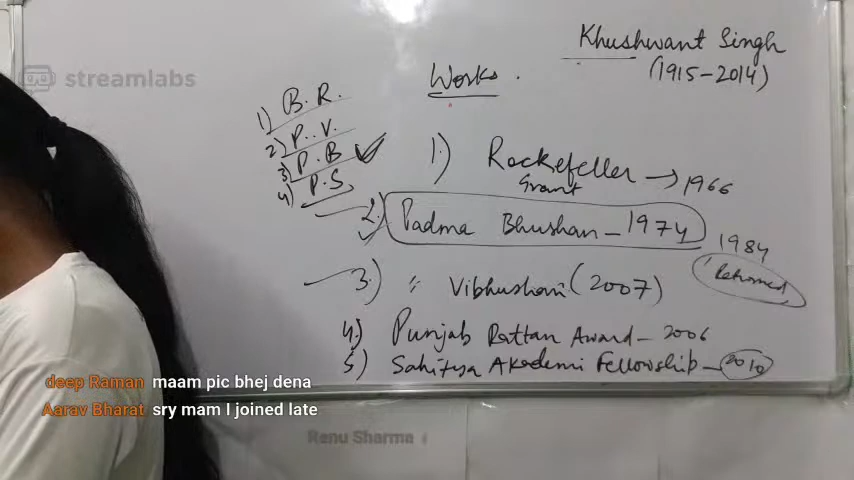 streamlabs
Khushwant Singh
(1915-2014)
Works.
1) B.R.
2) P.V.
3) P.B
4) P.S.
1.) Rockefeller Grant → 1966
2.) Padma Bhushan - 1974
1984
Returned
3.) " Vibhushan (2007)
4.) Punjab Rattan Award - 2006
5) Sahitya Akademi Fellowship - 2010
deep Raman maam pic bhej dena
Aarav Bharat sry mam I joined late
Renu Sharma